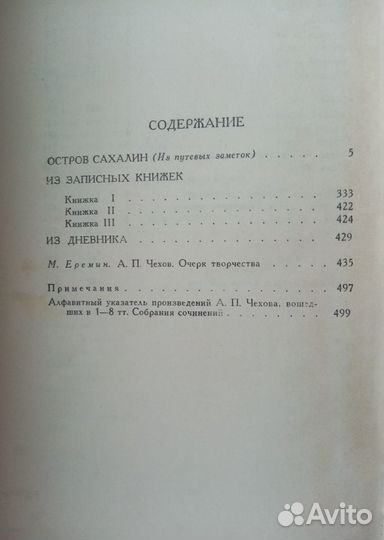 СОДЕРЖАНИЕ
ОСТРОВ САХАЛИН (Из путевых заметок) . . . . . 5
ИЗ ЗАПИСНЫХ КНИЖЕК
Книжка I . . . . . . . . . . . 333
Книжка II . . . . . . . . . . . 422
Книжка III . . . . . . . . . . . 424
ИЗ ДНЕВНИКА . . . . . . . . . . . 429
М. Еремин. А. П. Чехов. Очерк творчества . . . . . 435
Примечания . . . . . . . . . . . 497
Алфавитный указатель произведений А. П. Чехова, вошед-
ших в 1—8 тт. Собрания сочинений . . . . . . . 499
Avito